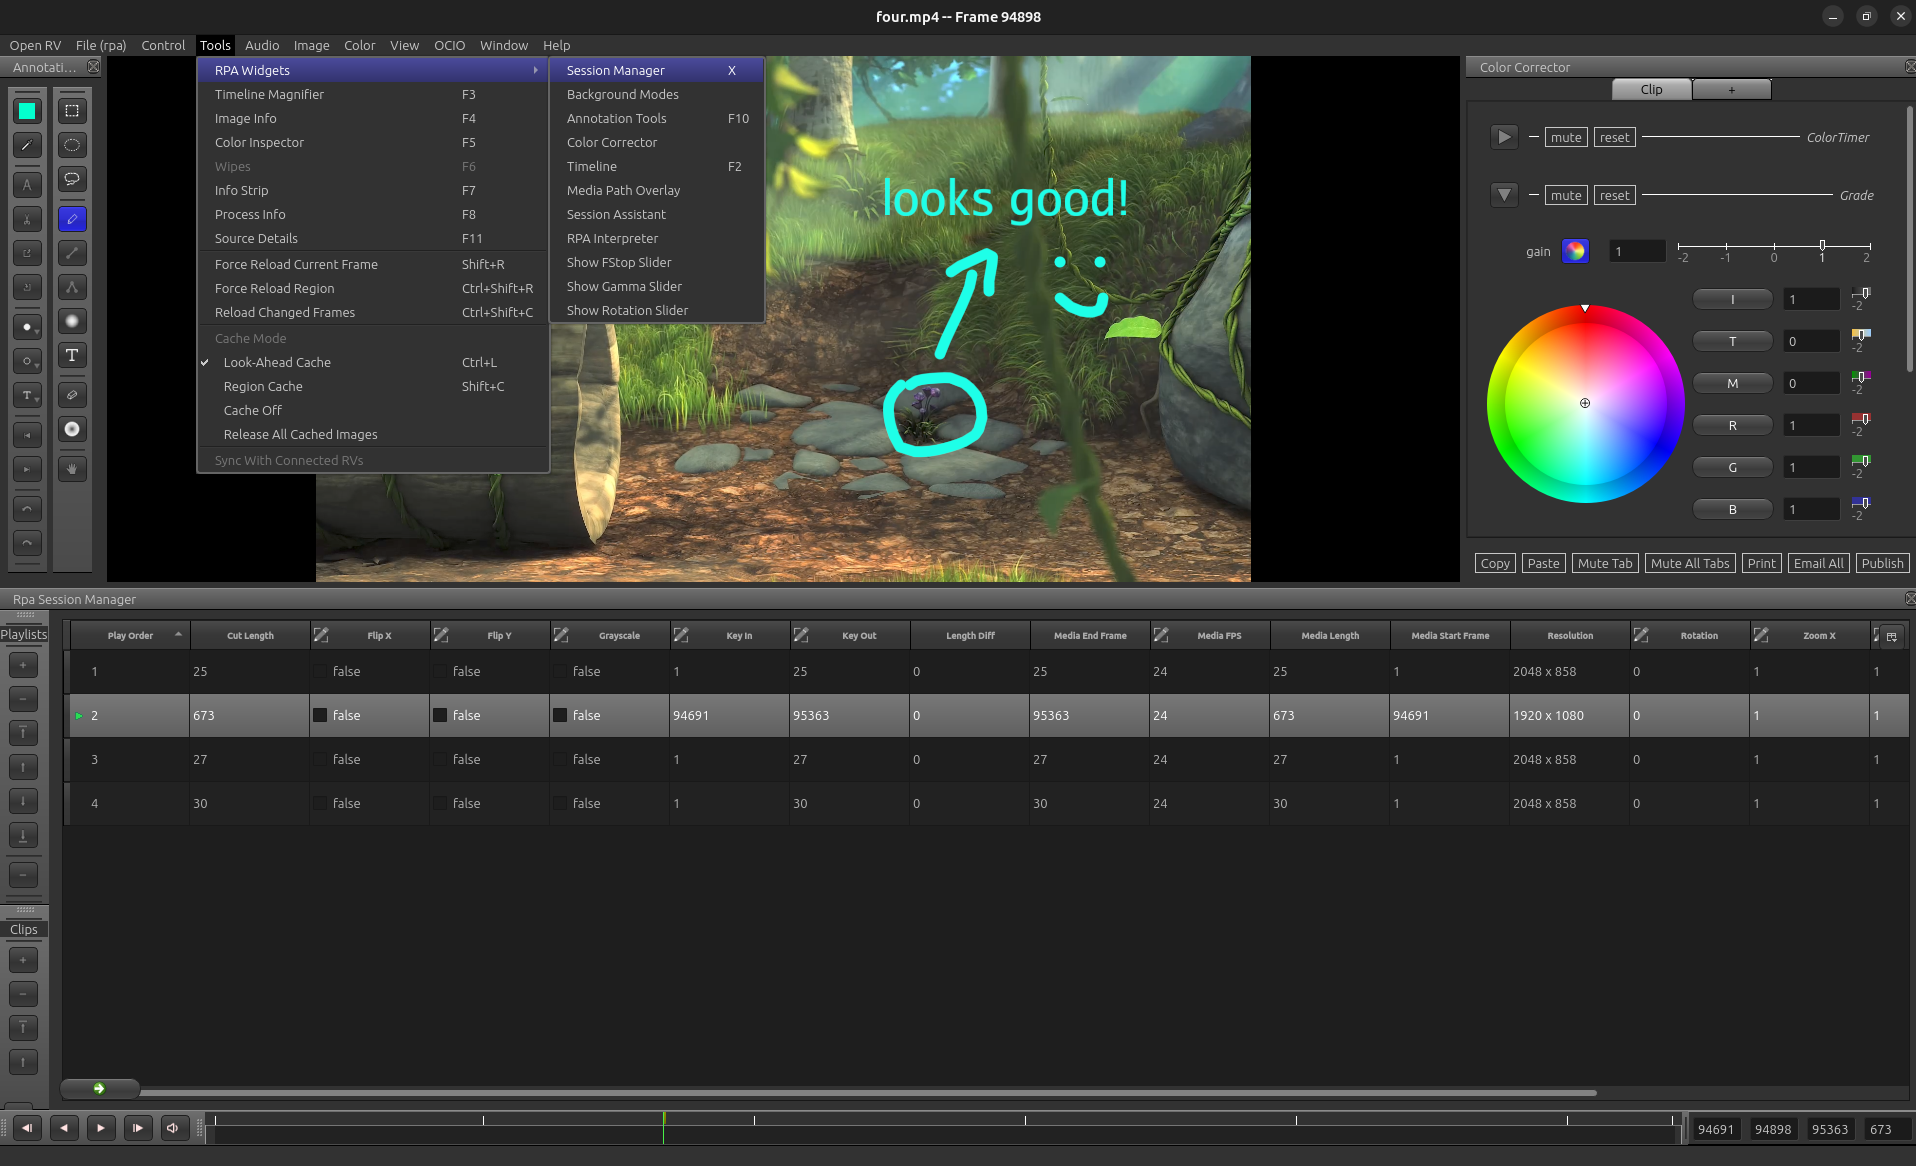 four.mp4 -- Frame 94898
Open RV File (rpa) Control Tools Audio Image Color View OCIO Window Help
Annotati...
RPA Widgets
Timeline Magnifier F3
Image Info F4
Color Inspector F5
Wipes F6
Info Strip F7
Process Info F8
Source Details F11
Force Reload Current Frame Shift+R
Force Reload Region Ctrl+Shift+R
Reload Changed Frames Ctrl+Shift+C
Cache Mode
Look-Ahead Cache Ctrl+L
Region Cache Shift+C
Cache Off
Release All Cached Images
Sync With Connected RVs
Session Manager X
Background Modes
Annotation Tools F10
Color Corrector
Timeline F2
Media Path Overlay
Session Assistant
RPA Interpreter
Show FStop Slider
Show Gamma Slider
Show Rotation Slider
looks good!
Color Corrector
Clip +
mute reset ColorTimer
mute reset Grade
gain 1 -2 -1 0 1 2
I 1 -2
T 0 -2
M 0 -2
R 1 -2
G 1 -2
B 1 -2
Copy Paste Mute Tab Mute All Tabs Print Email All Publish
Rpa Session Manager
Playlists
Play Order Cut Length Flip X Flip Y Grayscale Key In Key Out Length Diff Media End Frame Media FPS Media Length Media Start Frame Resolution Rotation Zoom X
1 25 false false false 1 25 0 25 24 25 1 2048 x 858 0 1 1
2 673 false false false 94691 95363 0 95363 24 673 94691 1920 x 1080 0 1 1
3 27 false false false 1 27 0 27 24 27 1 2048 x 858 0 1 1
4 30 false false false 1 30 0 30 24 30 1 2048 x 858 0 1 1
Clips
94691 94898 95363 673